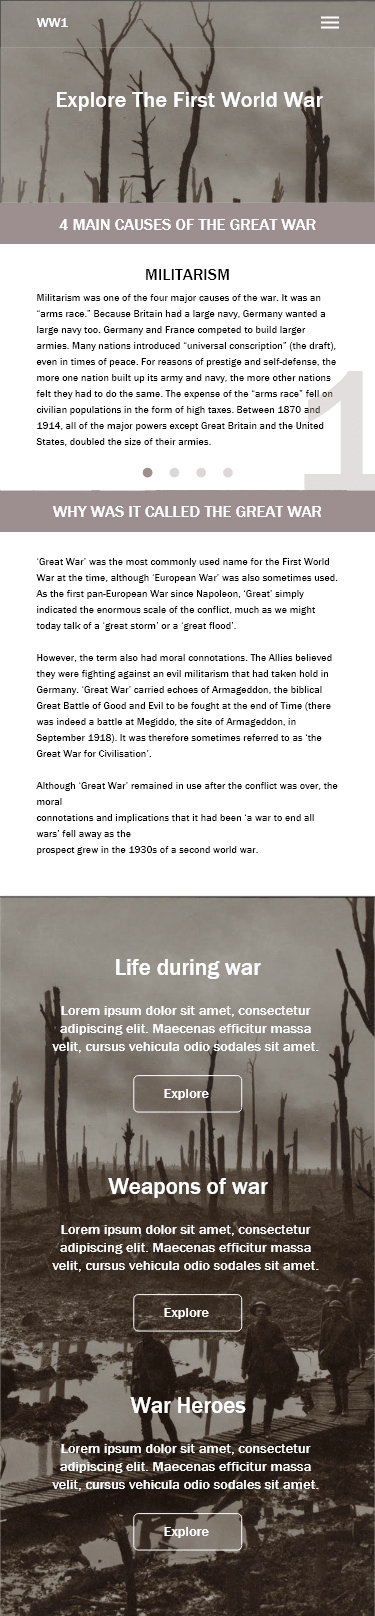 WW1
Explore The First World War
4 MAIN CAUSES OF THE GREAT WAR
MILITARISM
Militarism was one of the four major causes of the war. It was an
“arms race.” Because Britain had a large navy, Germany wanted a
large navy too. Germany and France competed to build larger
armies. Many nations introduced “universal conscription” (the draft),
even in times of peace. For reasons of prestige and self-defense, the
more one nation built up its army and navy, the more other nations
felt they had to do the same. The expense of the “arms race” fell on
civilian populations in the form of high taxes. Between 1870 and
1914, all of the major powers except Great Britain and the United
States, doubled the size of their armies.
1
WHY WAS IT CALLED THE GREAT WAR
‘Great War’ was the most commonly used name for the First World
War at the time, although ‘European War’ was also sometimes used.
As the first pan-European War since Napoleon, ‘Great’ simply
indicated the enormous scale of the conflict, much as we might
today talk of a ‘great storm’ or a ‘great flood’.
However, the term also had moral connotations. The Allies believed
they were fighting against an evil militarism that had taken hold in
Germany. ‘Great War’ carried echoes of Armageddon, the biblical
Great Battle of Good and Evil to be fought at the end of Time (there
was indeed a battle at Megiddo, the site of Armageddon, in
September 1918). It was therefore sometimes referred to as ‘the
Great War for Civilisation’.
Although ‘Great War’ remained in use after the conflict was over, the
moral
connotations and implications that it had been ‘a war to end all
wars’ fell away as the
prospect grew in the 1930s of a second world war.
Life during war
Lorem ipsum dolor sit amet, consectetur
adipiscing elit. Maecenas efficitur massa
velit, cursus vehicula odio sodales sit amet.
Explore
Weapons of war
Lorem ipsum dolor sit amet, consectetur
adipiscing elit. Maecenas efficitur massa
velit, cursus vehicula odio sodales sit amet.
Explore
War Heroes
Lorem ipsum dolor sit amet, consectetur
adipiscing elit. Maecenas efficitur massa
velit, cursus vehicula odio sodales sit amet.
Explore